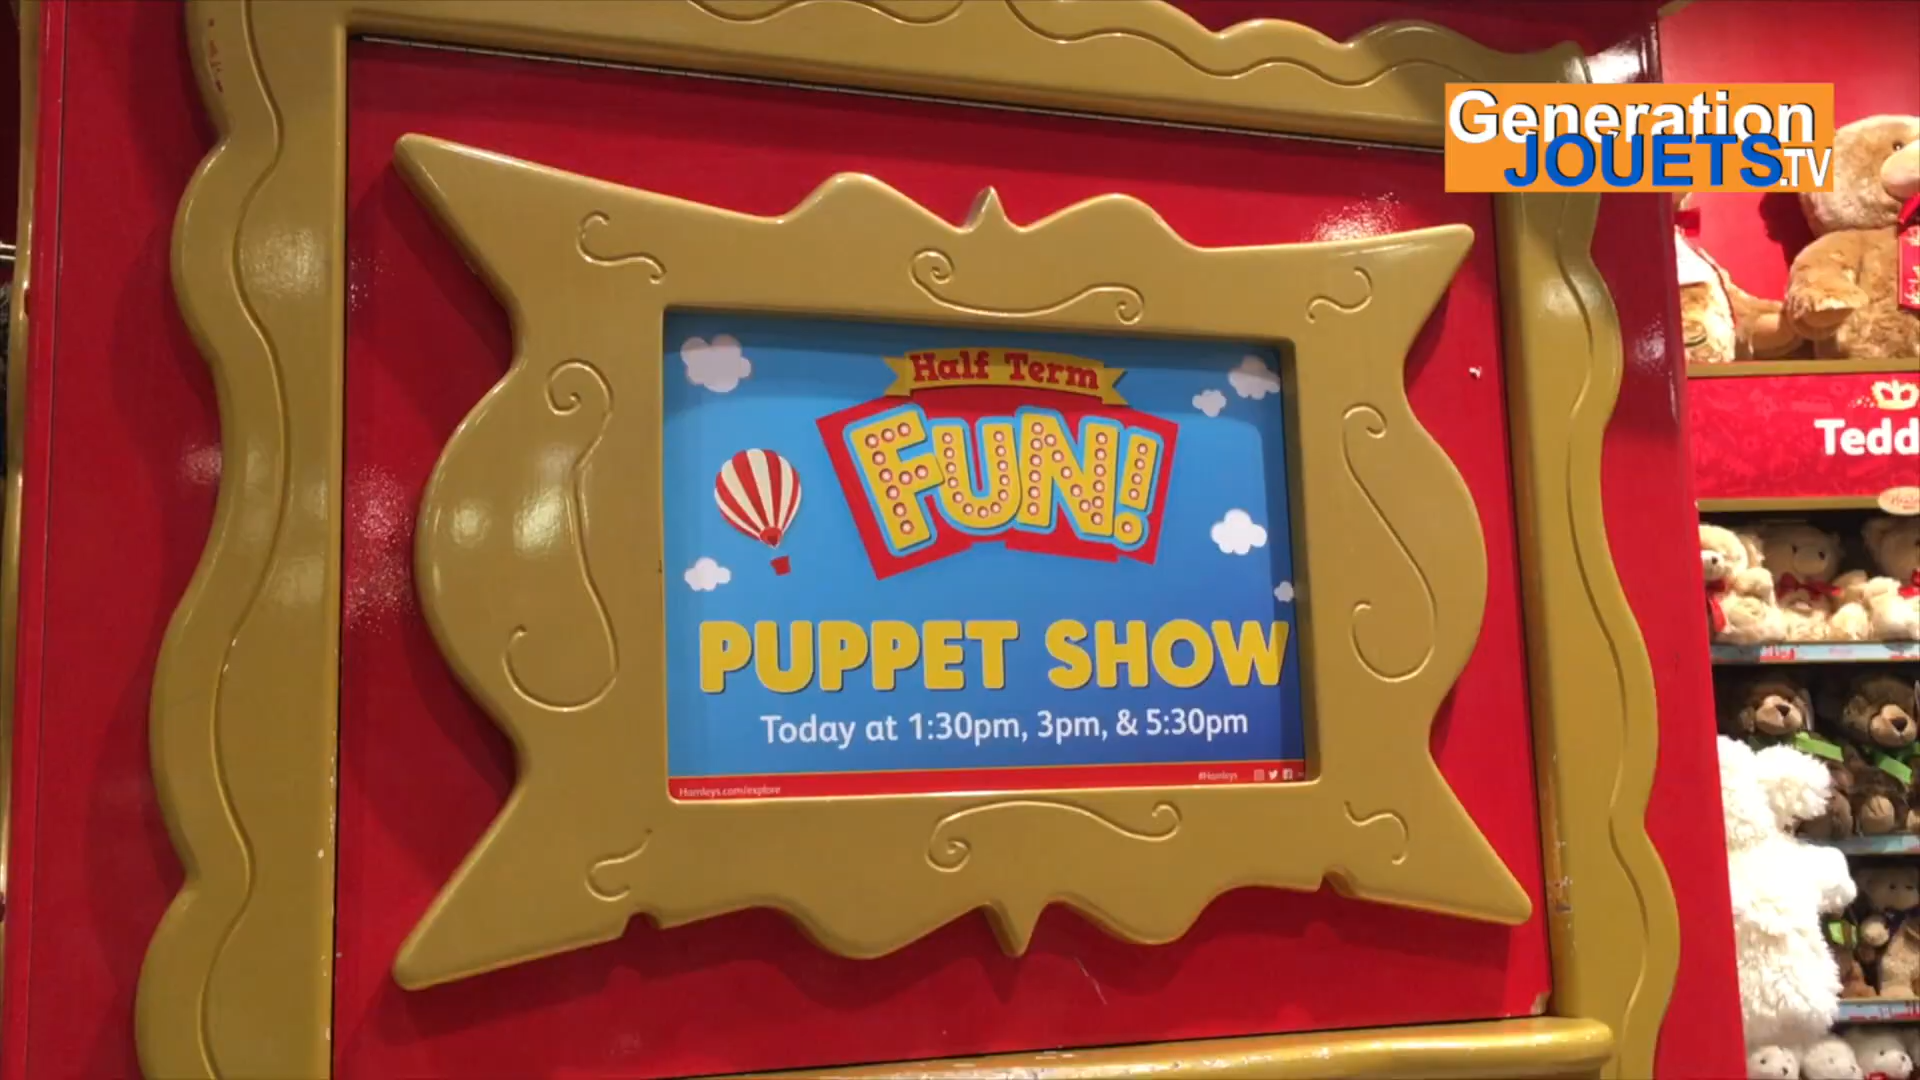 Generation
JOUETS.TV
Half Term
FUN!
PUPPET SHOW
Today at 1:30pm, 3pm, & 5:30pm
#Hamleys
Hamleys.com/explore
Tedd